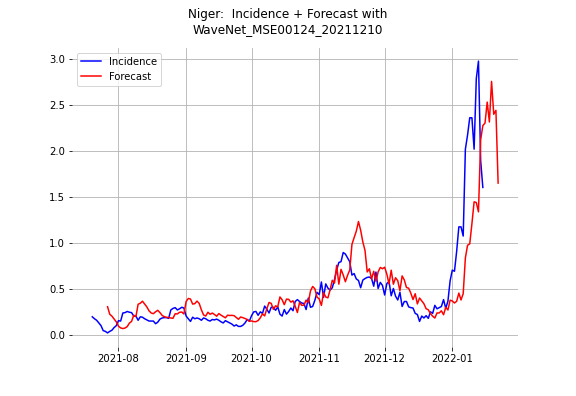 Niger:  Incidence + Forecast with
WaveNet_MSE00124_20211210
Incidence
Forecast
3.0
2.5
2.0
1.5
1.0
0.5
0.0
2021-08 2021-09 2021-10 2021-11 2021-12 2022-01